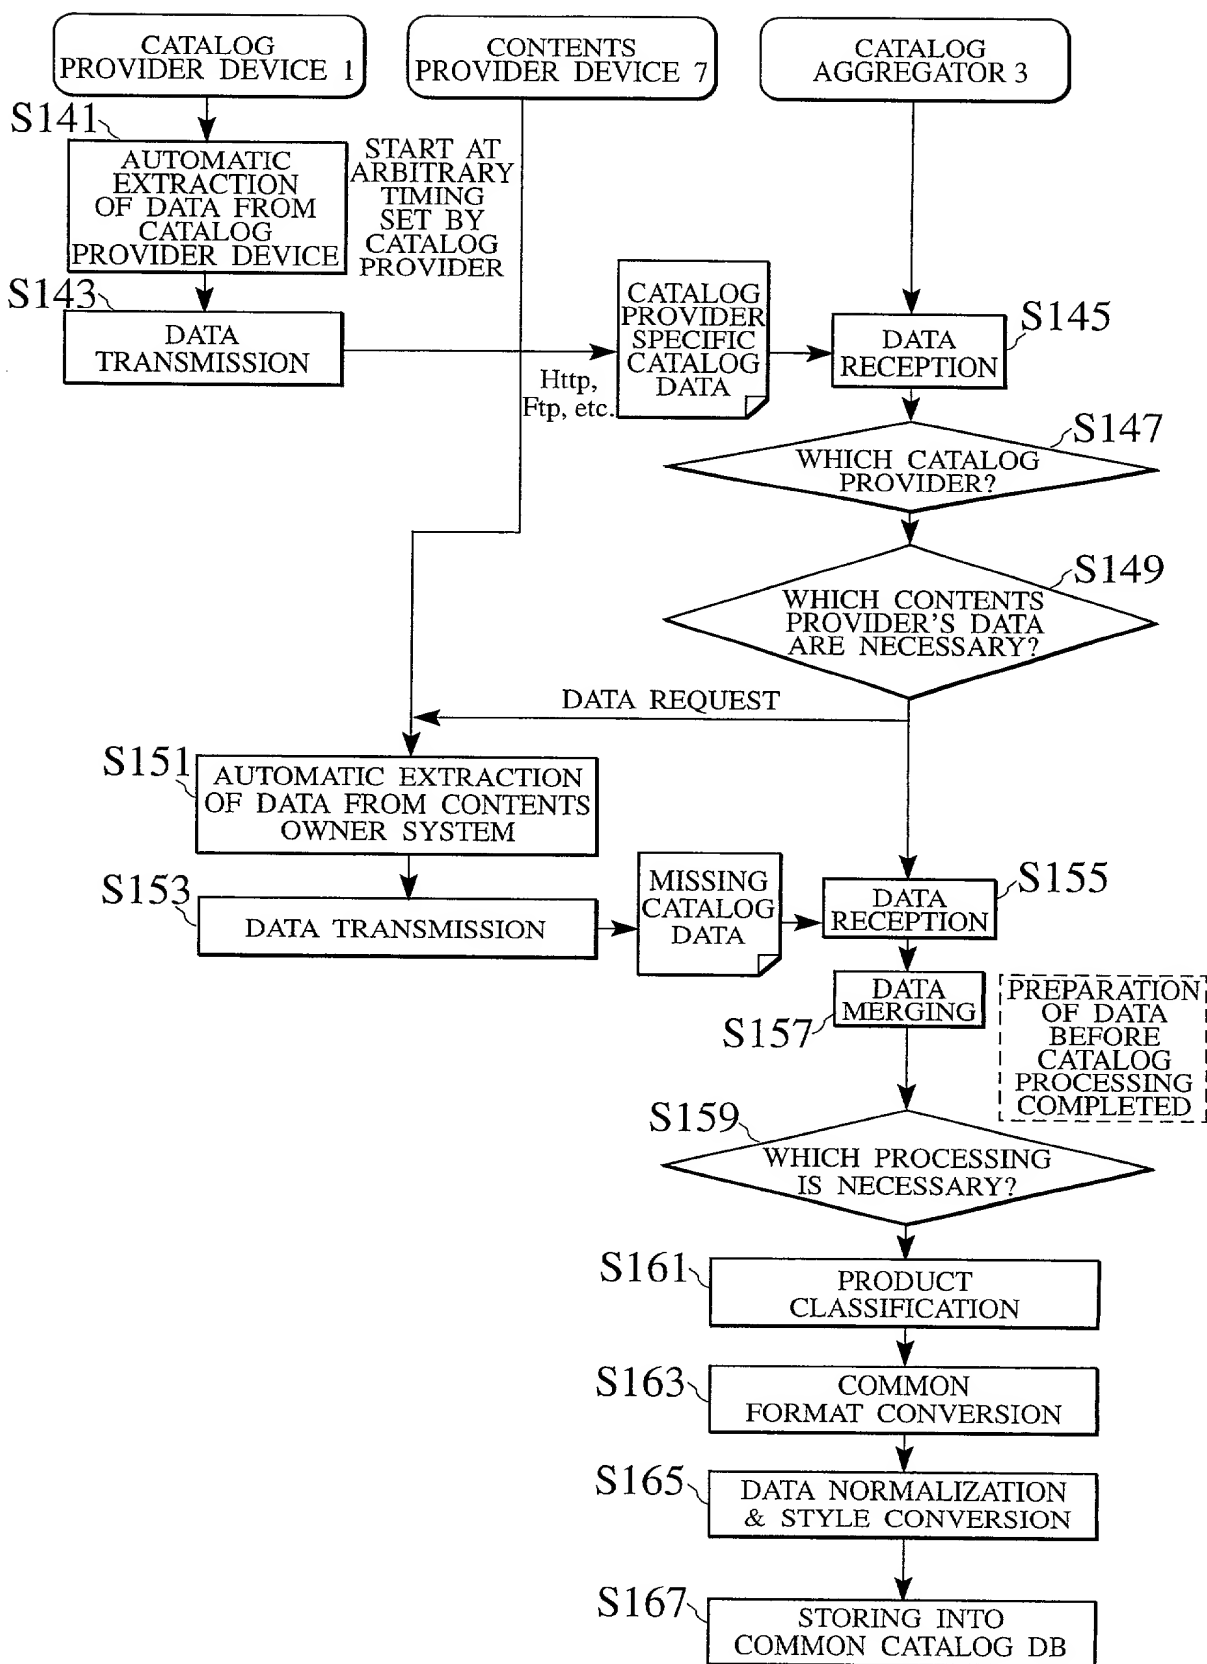 CATALOG
PROVIDER DEVICE 1
CONTENTS
PROVIDER DEVICE 7
CATALOG
AGGREGATOR 3
S141
AUTOMATIC
EXTRACTION
OF DATA FROM
CATALOG
PROVIDER DEVICE
START AT
ARBITRARY
TIMING
SET BY
CATALOG
PROVIDER
S143
DATA
TRANSMISSION
Http,
Ftp, etc.
CATALOG
PROVIDER
SPECIFIC
CATALOG
DATA
DATA
RECEPTION
S145
WHICH CATALOG
PROVIDER?
S147
WHICH CONTENTS
PROVIDER'S DATA
ARE NECESSARY?
S149
DATA REQUEST
S151
AUTOMATIC EXTRACTION
OF DATA FROM CONTENTS
OWNER SYSTEM
S153
DATA TRANSMISSION
MISSING
CATALOG
DATA
DATA
RECEPTION
S155
DATA
MERGING
S157
PREPARATION
OF DATA
BEFORE
CATALOG
PROCESSING
COMPLETED
S159
WHICH PROCESSING
IS NECESSARY?
S161
PRODUCT
CLASSIFICATION
S163
COMMON
FORMAT CONVERSION
S165
DATA NORMALIZATION
& STYLE CONVERSION
S167
STORING INTO
COMMON CATALOG DB